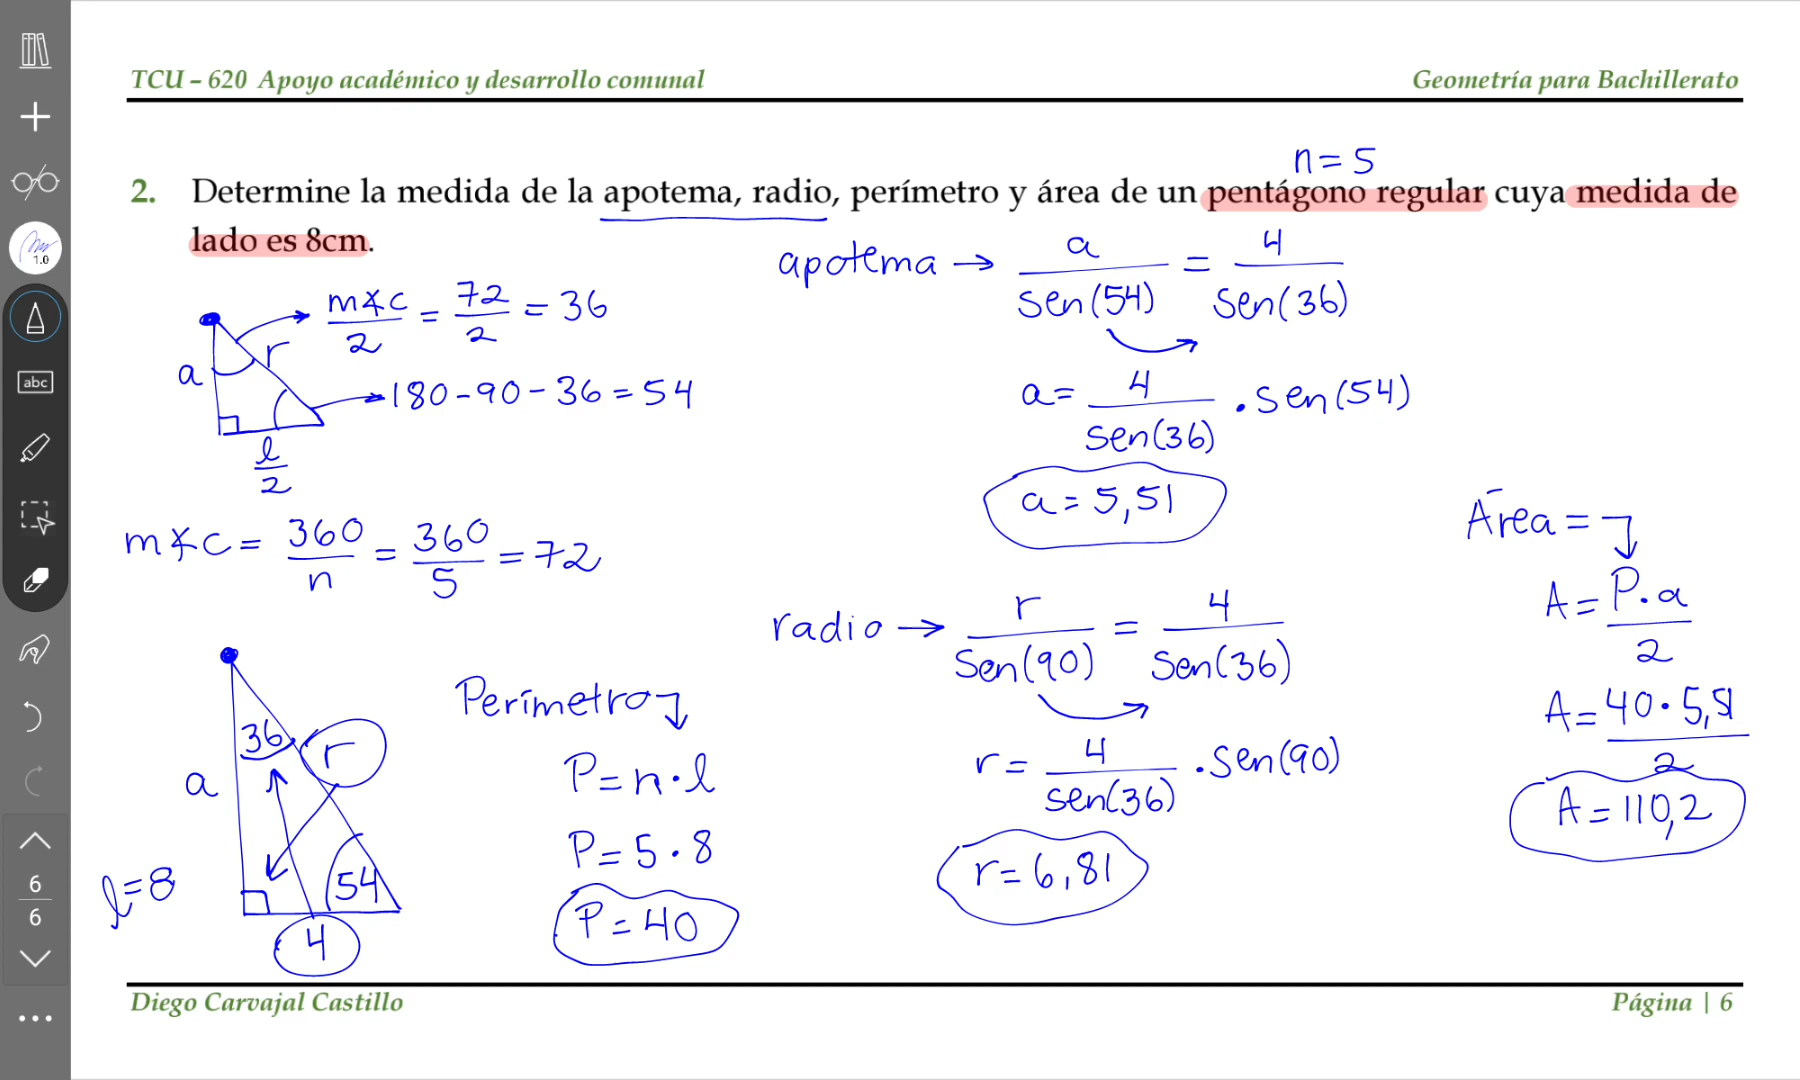 TCU – 620 Apoyo académico y desarrollo comunal
Geometría para Bachillerato
n = 5
2. Determine la medida de la apotema, radio, perímetro y área de un pentágono regular cuya medida de
lado es 8cm.
m∡c / 2 = 72 / 2 = 36
a
r
180 - 90 - 36 = 54
l / 2
m∡c = 360 / n = 360 / 5 = 72
36
r
a
54
l = 8
4
Perímetro
P = n · l
P = 5 · 8
P = 40
apotema → a / sen(54) = 4 / sen(36)
a = 4 / sen(36) · sen(54)
a = 5,51
radio → r / sen(90) = 4 / sen(36)
r = 4 / sen(36) · sen(90)
r = 6,81
Área =
A = P · a / 2
A = 40 · 5,51 / 2
A = 110,2
Diego Carvajal Castillo
Página | 6
1.0
abc
6
6